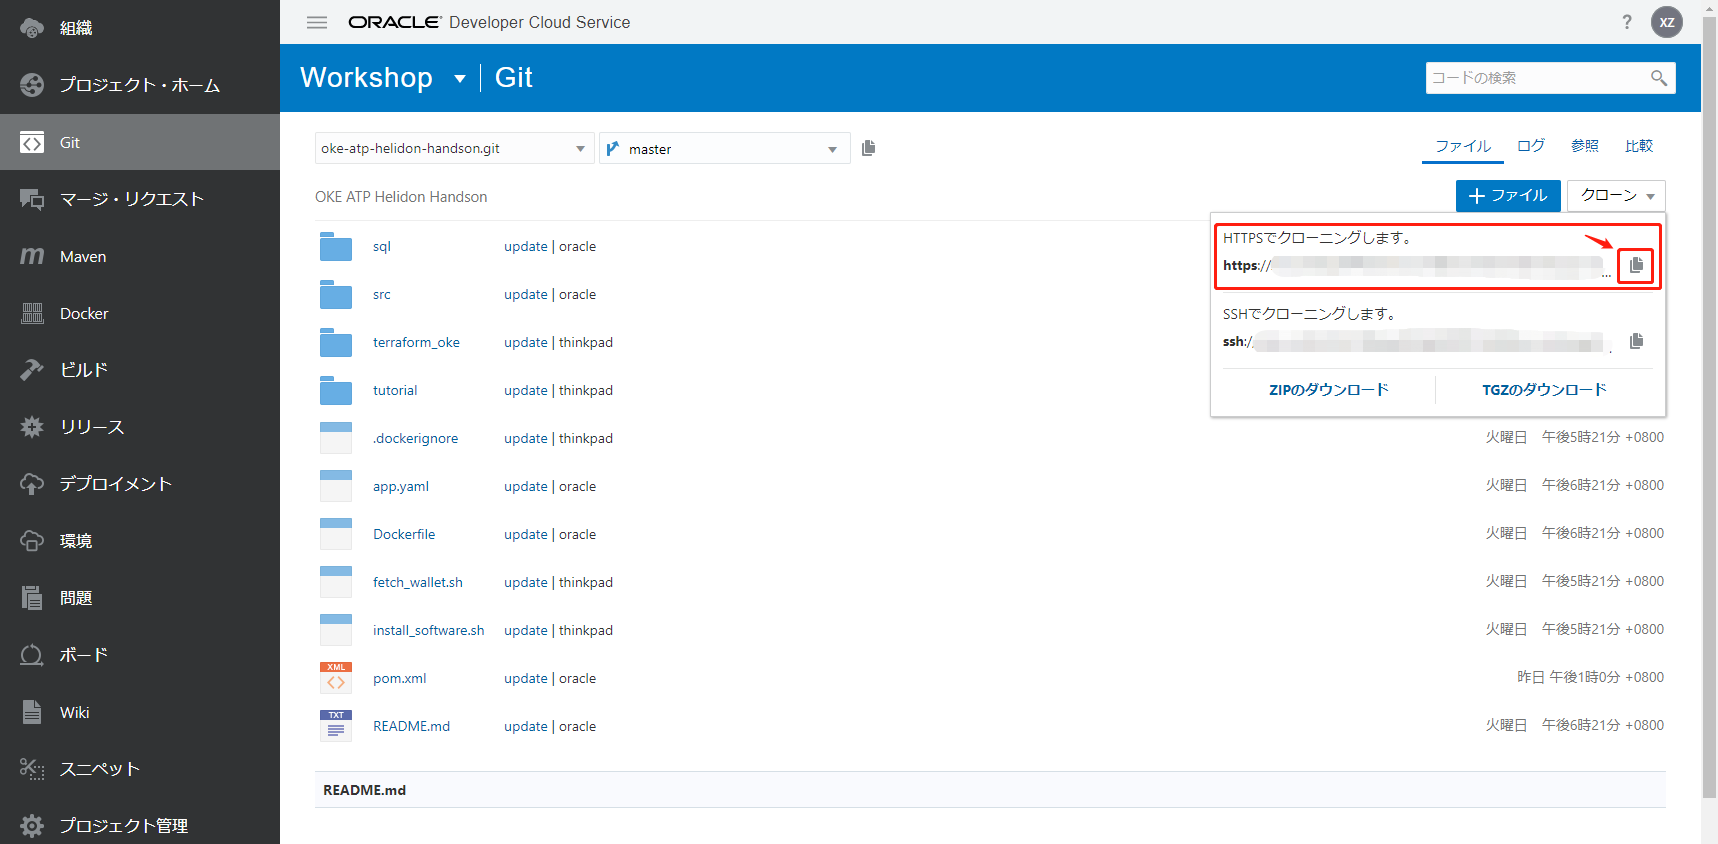 組織
プロジェクト・ホーム
Git
マージ・リクエスト
Maven
Docker
ビルド
リリース
デプロイメント
環境
問題
ボード
Wiki
スニペット
プロジェクト管理
ORACLE Developer Cloud Service
?
XZ
Workshop
Git
コードの検索
oke-atp-helidon-handson.git
master
ファイル
ログ
参照
比較
OKE ATP Helidon Handson
ファイル
クローン
HTTPSでクローニングします。
https://
...
SSHでクローニングします。
ssh:/
ZIPのダウンロード
TGZのダウンロード
sql update | oracle
src update | oracle
terraform_oke update | thinkpad
tutorial update | thinkpad
.dockerignore update | thinkpad 火曜日 午後5時21分 +0800
app.yaml update | oracle 火曜日 午後6時21分 +0800
Dockerfile update | oracle 火曜日 午後6時21分 +0800
fetch_wallet.sh update | thinkpad 火曜日 午後5時21分 +0800
install_software.sh update | thinkpad 火曜日 午後5時21分 +0800
XML
pom.xml update | oracle 昨日 午後1時0分 +0800
TXT
README.md update | oracle 火曜日 午後6時21分 +0800
README.md